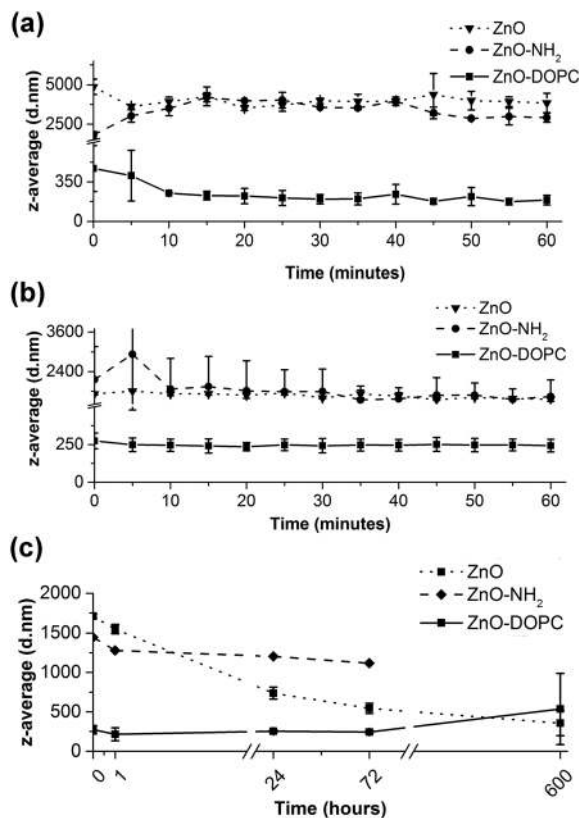 (a)
ZnO
ZnO-NH2
ZnO-DOPC
5000
2500
350
0
z-average (d.nm)
0 10 20 30 40 50 60
Time (minutes)
(b)
ZnO
ZnO-NH2
ZnO-DOPC
3600
2400
250
0
z-average (d.nm)
0 10 20 30 40 50 60
Time (minutes)
(c)
ZnO
ZnO-NH2
ZnO-DOPC
2000
1500
1000
500
0
z-average (d.nm)
0 1 24 72 600
Time (hours)